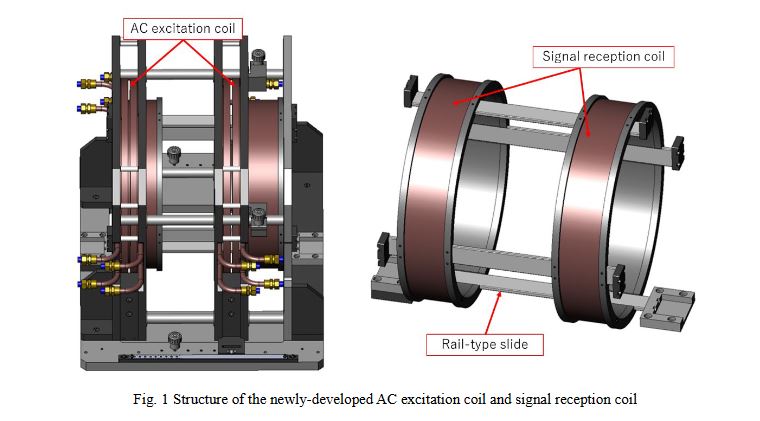 AC excitation coil
Signal reception coil
Rail-type slide
Fig. 1 Structure of the newly-developed AC excitation coil and signal reception coil